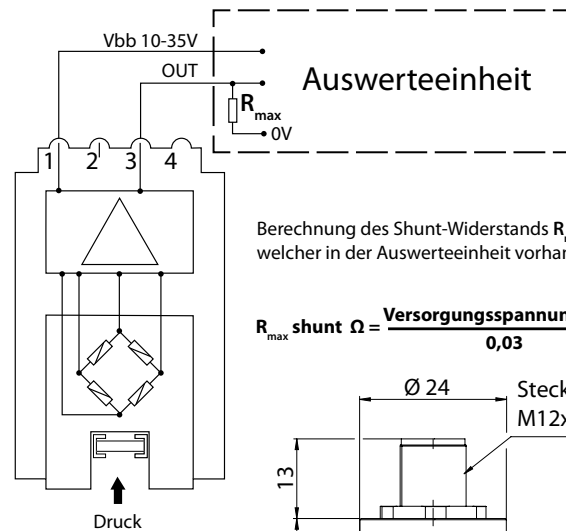 Vbb 10-35V
OUT
Auswerteeinheit
R max
0V
1 2 3 4
Berechnung des Shunt-Widerstands R
welcher in der Auswerteeinheit
R max shunt Ω =
0,03
Ø 24
13
Druck